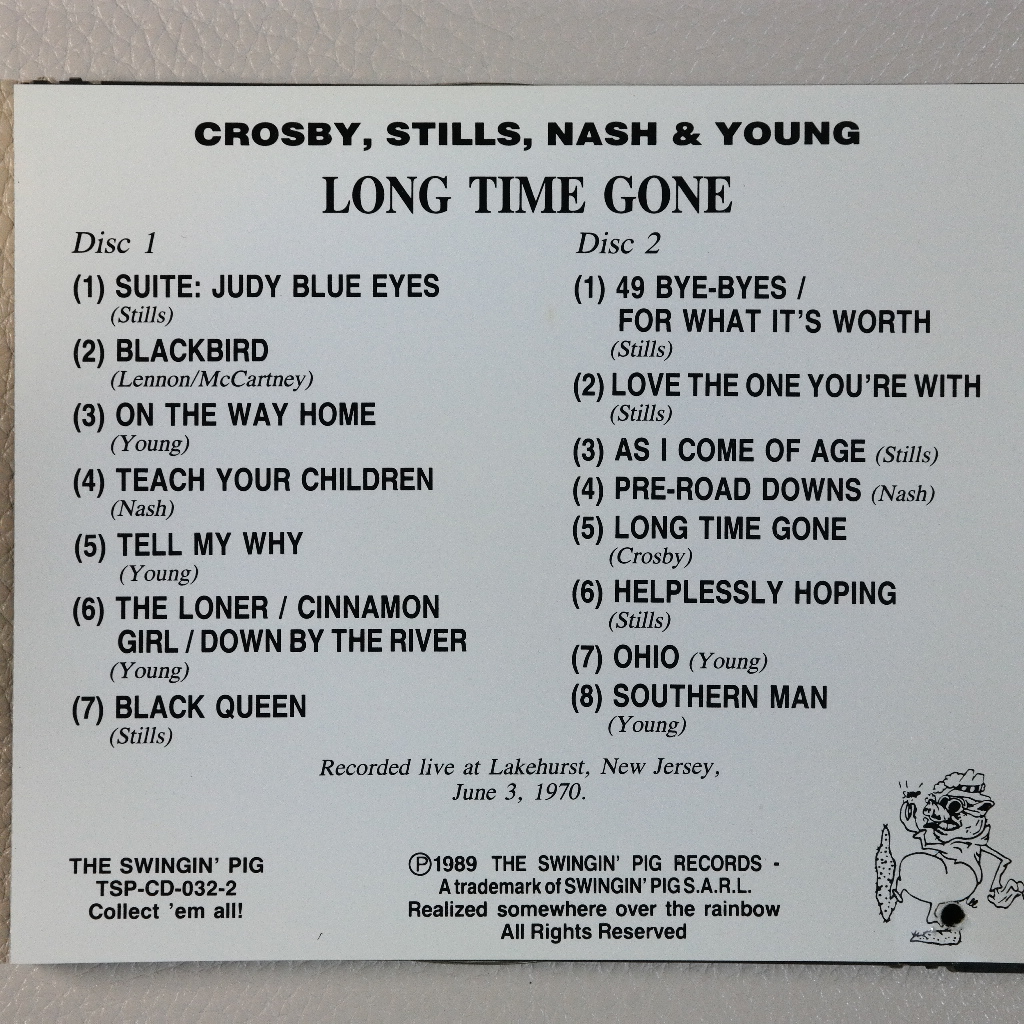 CROSBY, STILLS, NASH & YOUNG
LONG TIME GONE
Disc 1
(1) SUITE: JUDY BLUE EYES
(Stills)
(2) BLACKBIRD
(Lennon/McCartney)
(3) ON THE WAY HOME
(Young)
(4) TEACH YOUR CHILDREN
(Nash)
(5) TELL MY WHY
(Young)
(6) THE LONER / CINNAMON
GIRL / DOWN BY THE RIVER
(Young)
(7) BLACK QUEEN
(Stills)
Disc 2
(1) 49 BYE-BYES /
FOR WHAT IT'S WORTH
(Stills)
(2) LOVE THE ONE YOU'RE WITH
(Stills)
(3) AS I COME OF AGE (Stills)
(4) PRE-ROAD DOWNS (Nash)
(5) LONG TIME GONE
(Crosby)
(6) HELPLESSLY HOPING
(Stills)
(7) OHIO (Young)
(8) SOUTHERN MAN
(Young)
Recorded live at Lakehurst, New Jersey,
June 3, 1970.
THE SWINGIN' PIG
TSP-CD-032-2
Collect 'em all!
Ⓟ1989 THE SWINGIN' PIG RECORDS -
A trademark of SWINGIN' PIG S.A.R.L.
Realized somewhere over the rainbow
All Rights Reserved